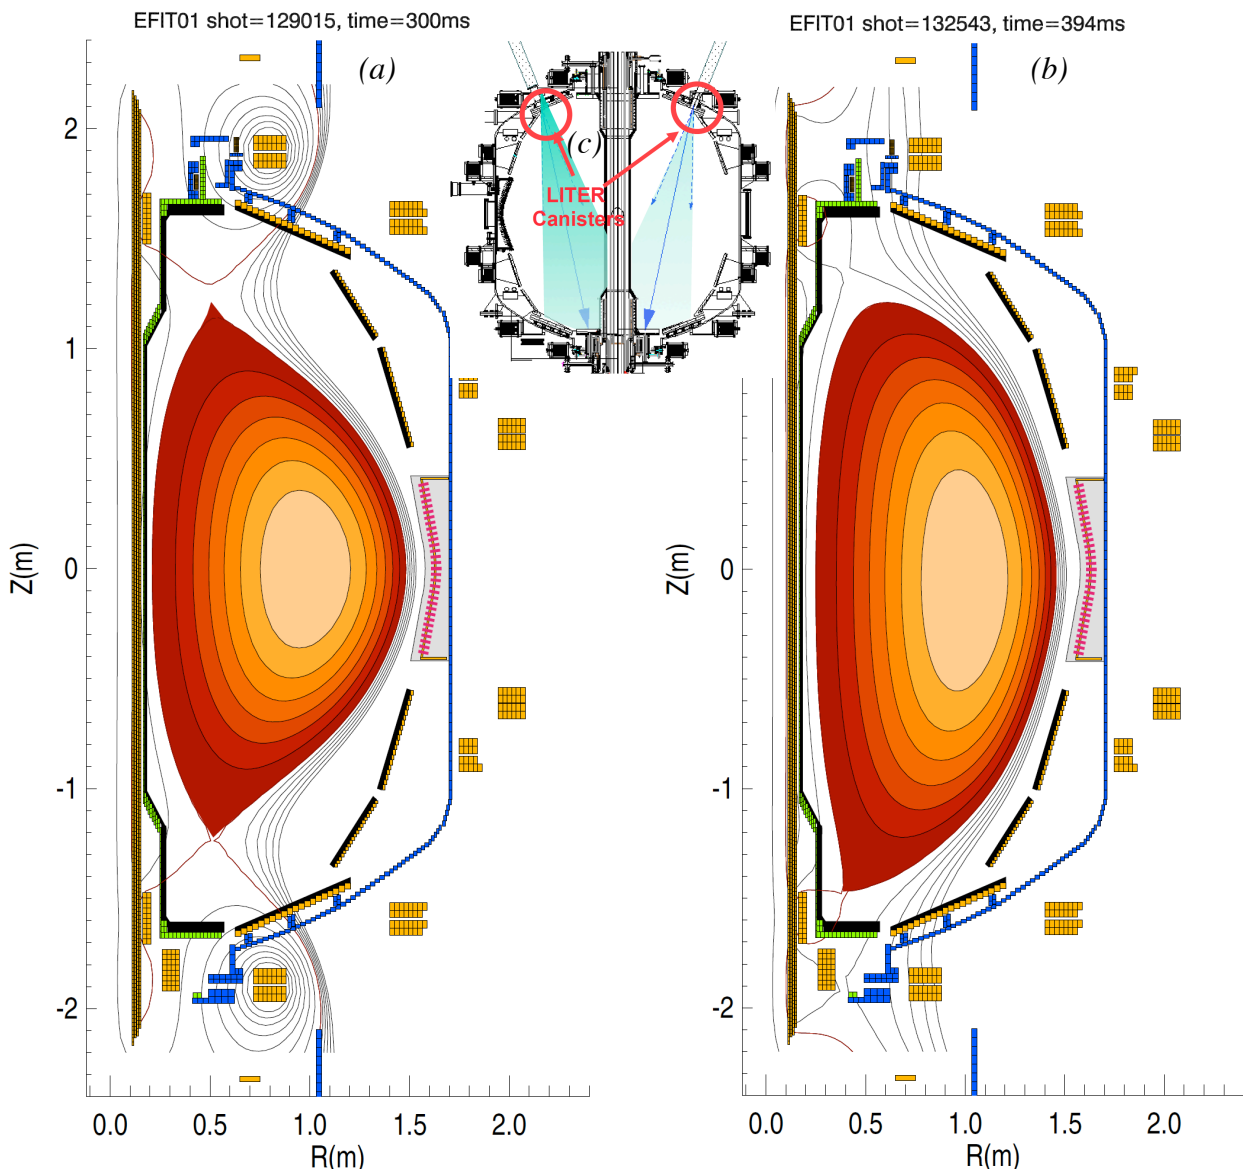 EFIT01 shot=129015, time=300ms
EFIT01 shot=132543, time=394ms
(a)
(b)
(c)
LITER
Canisters
2
1
0
-1
-2
Z(m)
0.0 0.5 1.0 1.5 2.0
R(m)
2
1
0
-1
-2
Z(m)
0.0 0.5 1.0 1.5 2.0
R(m)